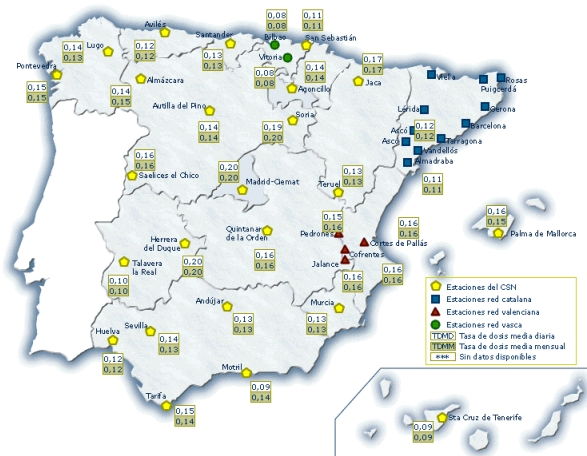 0,08
0,08
Bilbao
0,11
0,11
San Sebastián
Avilés
Santander
0,14
0,13
Lugo
0,12
0,12
0,13
0,13
Vitoria
0,14
0,14
0,17
0,17
Vielha
Rosas
Puigcerdá
Pontevedra
0,15
0,15
0,14
0,15
Almázcara
0,08
0,08
Agoncillo
Jaca
Autilla del Pino
0,14
0,14
Soria
0,19
0,20
Lérida
Gerona
Barcelona
Ascó
Ascó
0,12
0,12
Tarragona
Vandellós
Almadraba
0,11
0,11
0,16
0,16
Saelices el Chico
0,20
0,20
Madrid-Ciemat
0,13
0,13
Teruel
0,16
0,15
Palma de Mallorca
Herrera
del Duque
0,20
0,20
Quintanar
de la Orden
0,16
0,16
0,15
0,16
Pedrones
0,16
0,16
Cortes de Pallás
Cofrentes
Jalance
0,16
0,16
0,16
0,16
Talavera
la Real
0,10
0,10
Andújar
0,13
0,13
Murcia
0,13
0,13
Huelva
0,12
0,12
Sevilla
0,14
0,13
Motril
0,09
0,14
Tarifa
0,15
0,14
Estaciones del CSN
Estaciones red catalana
Estaciones red valenciana
Estaciones red vasca
TDMD Tasa de dosis media diaria
TDMM Tasa de dosis media mensual
*** Sin datos disponibles
Sta Cruz de Tenerife
0,09
0,09